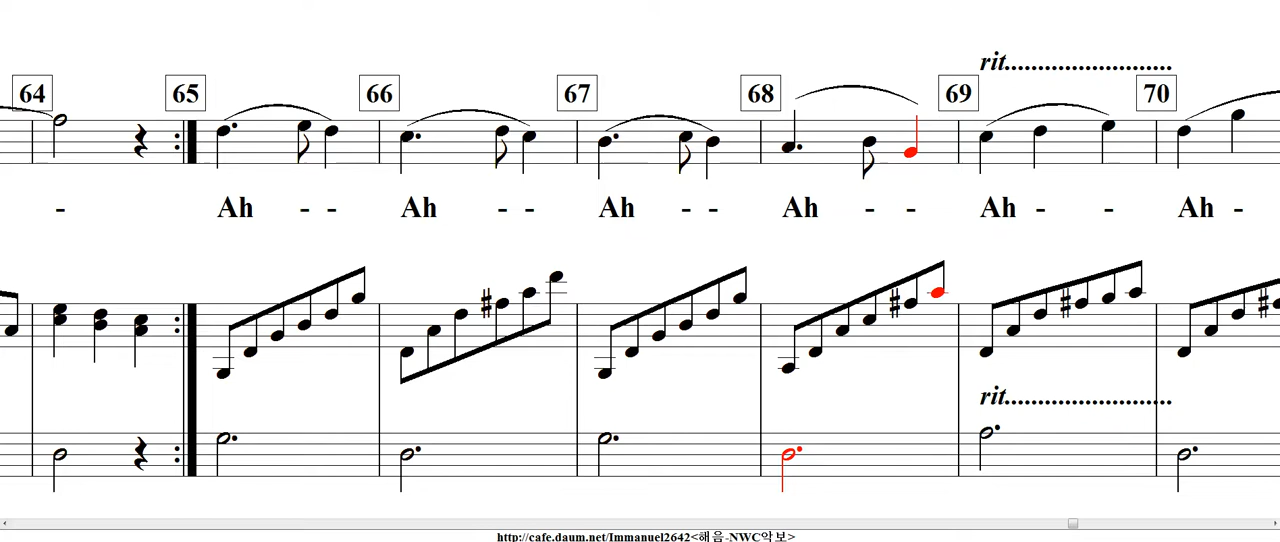 rit.........................
64 65 66 67 68 69 70
- Ah - - Ah - - Ah - - Ah - - Ah - - Ah -
rit.........................
http://cafe.daum.net/Immanuel2642<해음-NWC악보>